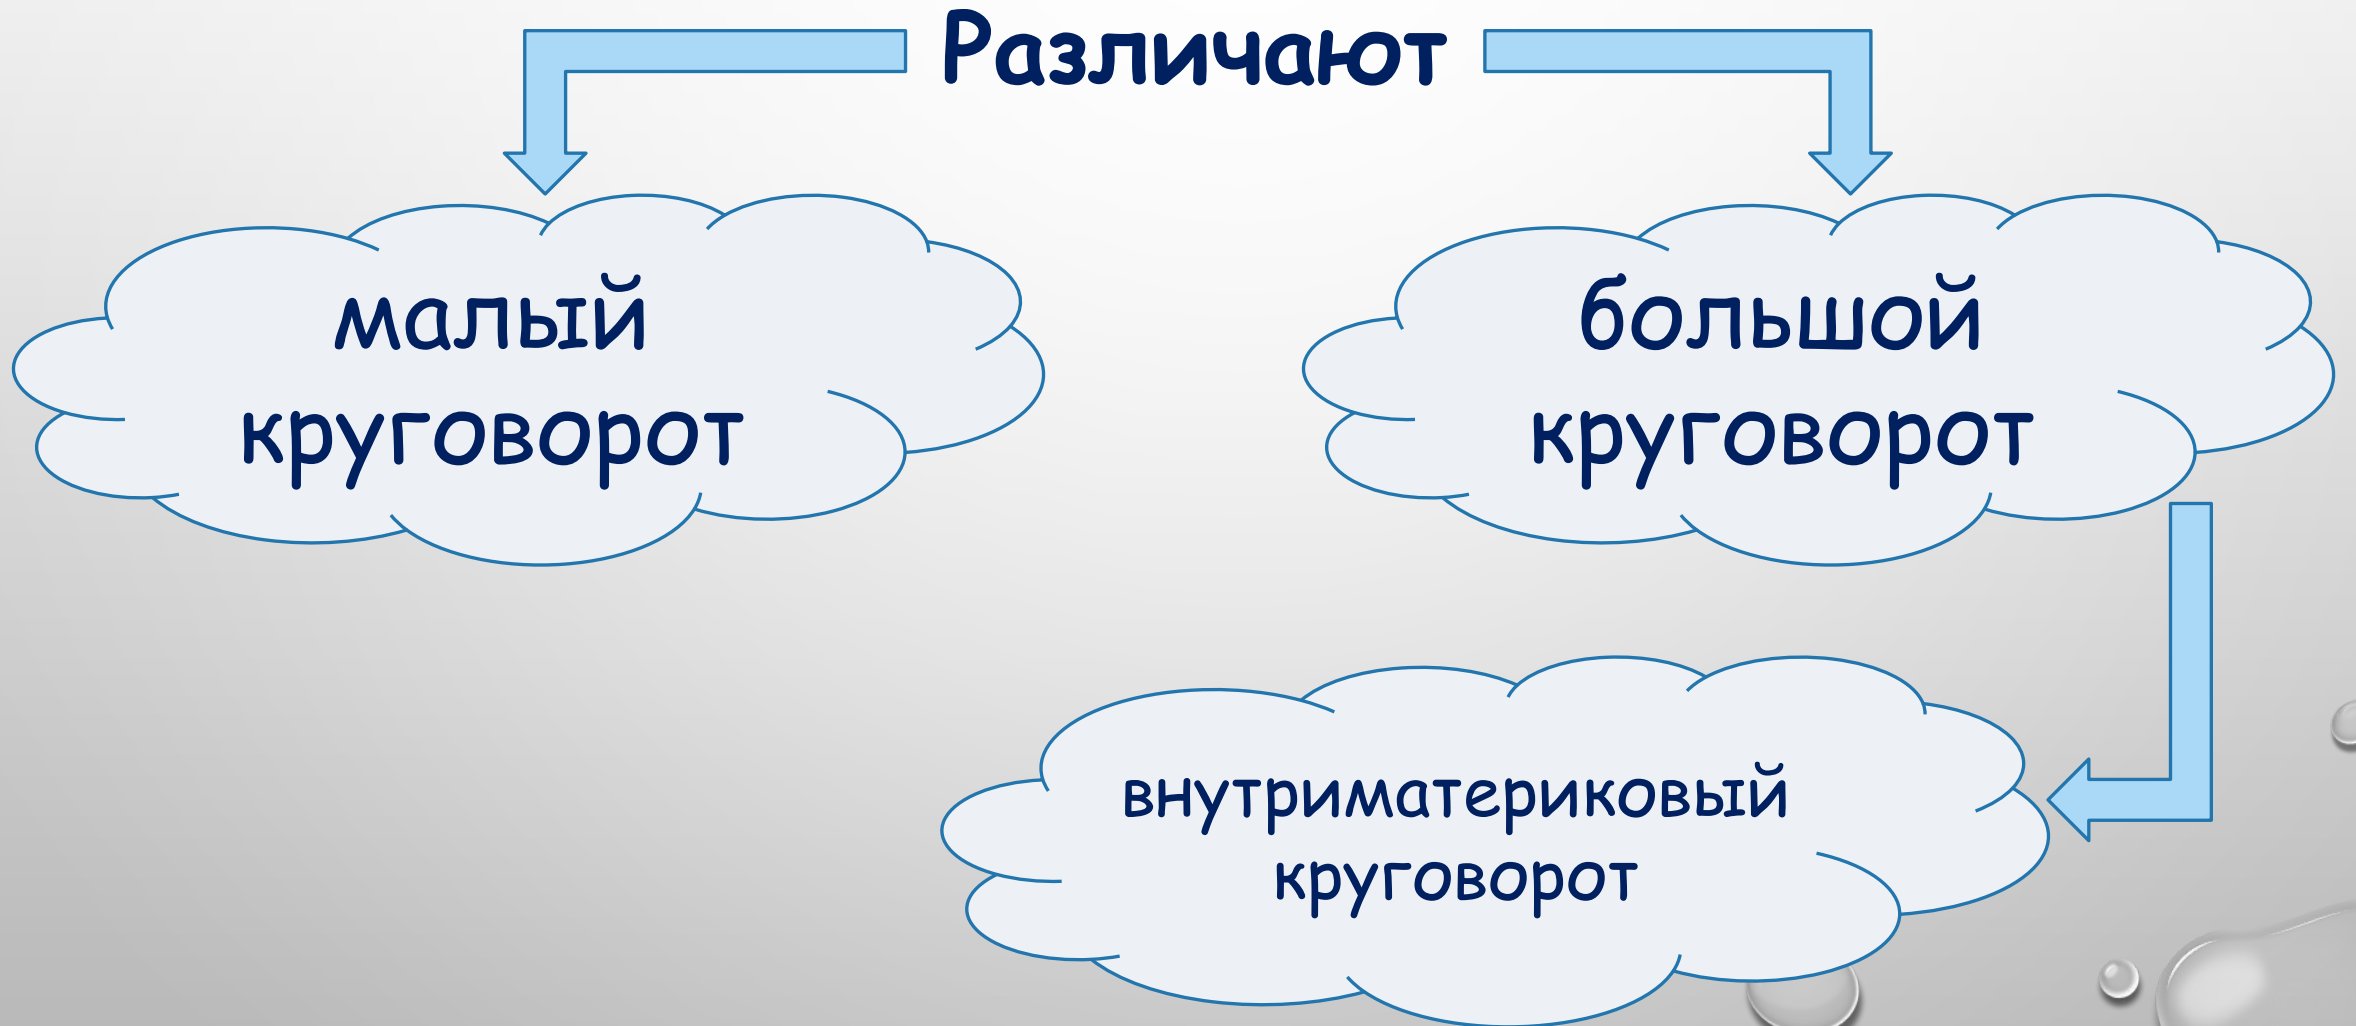 Различают
малый
круговорот
большой
круговорот
внутриматериковый
круговорот